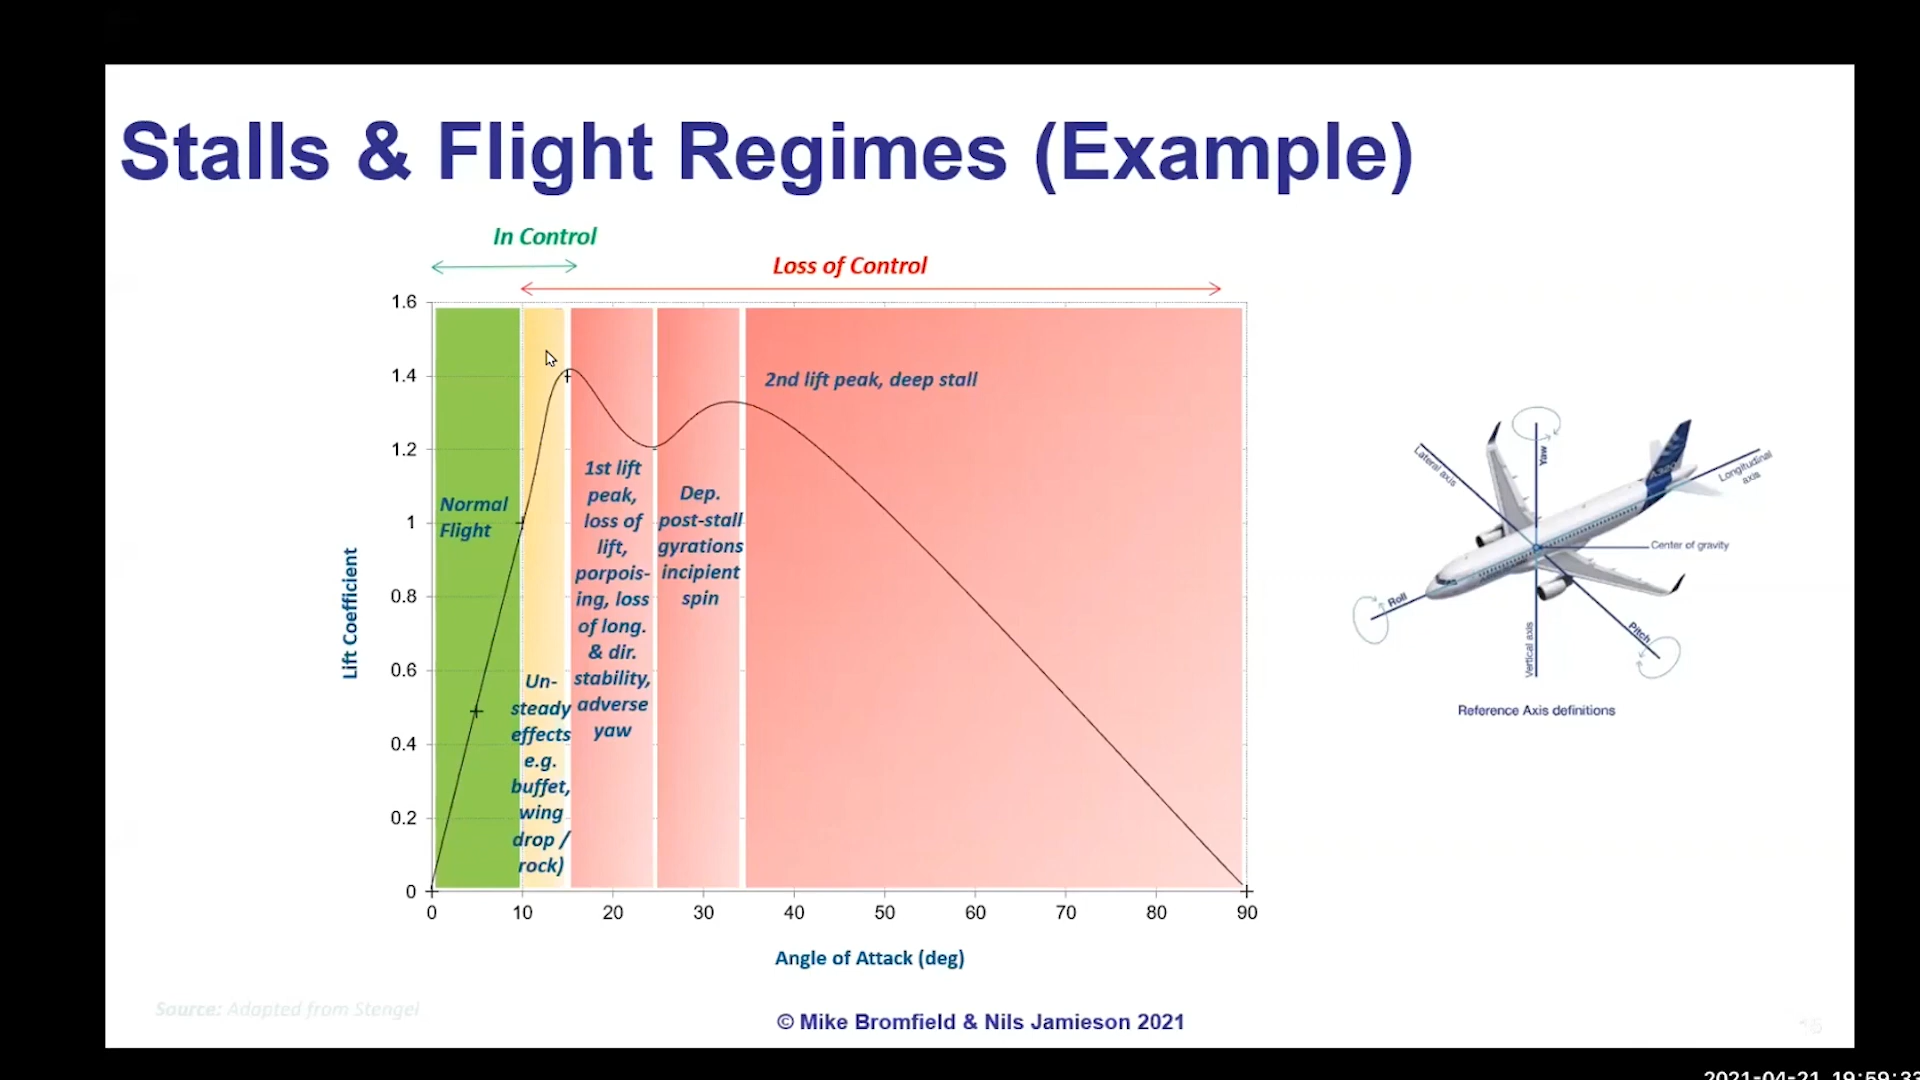 Stalls & Flight Regimes (Example)
In Control
Loss of Control
1.6
1.4
1.2
1
0.8
0.6
0.4
0.2
0
Lift Coefficient
Normal
Flight
Un-
steady
effects
e.g.
buffet,
wing
drop /
rock)
1st lift
peak,
loss of
lift,
porpois-
ing, loss
of long.
& dir.
stability,
adverse
yaw
Dep.
post-stall
gyrations
incipient
spin
2nd lift peak, deep stall
0 10 20 30 40 50 60 70 80 90
Angle of Attack (deg)
Lateral axis
Yaw
A320
Longitudinal
axis
Center of gravity
Roll
Vertical axis
Pitch
Reference Axis definitions
Source: Adapted from Stengel
© Mike Bromfield & Nils Jamieson 2021
2021-04-21 19:59:33